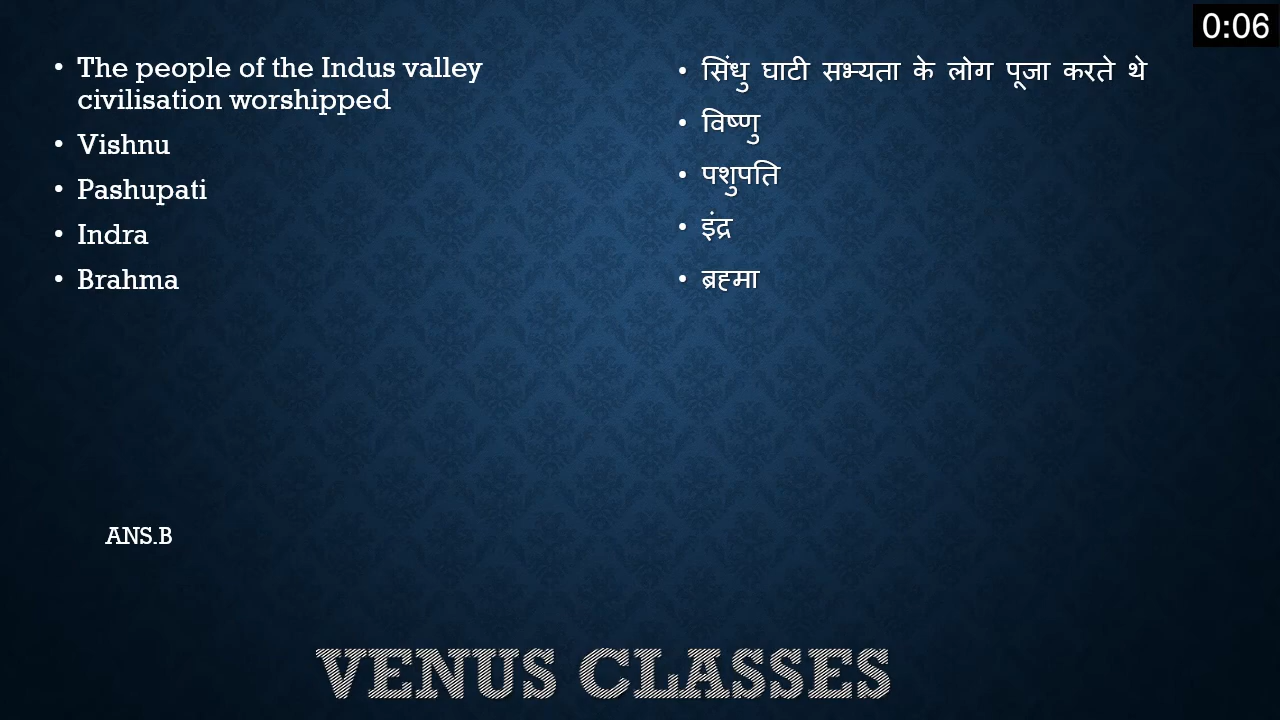 0:06
• The people of the Indus valley
civilisation worshipped
• Vishnu
• Pashupati
• Indra
• Brahma
• सिंधु घाटी सभ्यता के लोग पूजा करते थे
• विष्णु
• पशुपति
• इंद्र
• ब्रह्मा
ANS.B
VENUS CLASSES